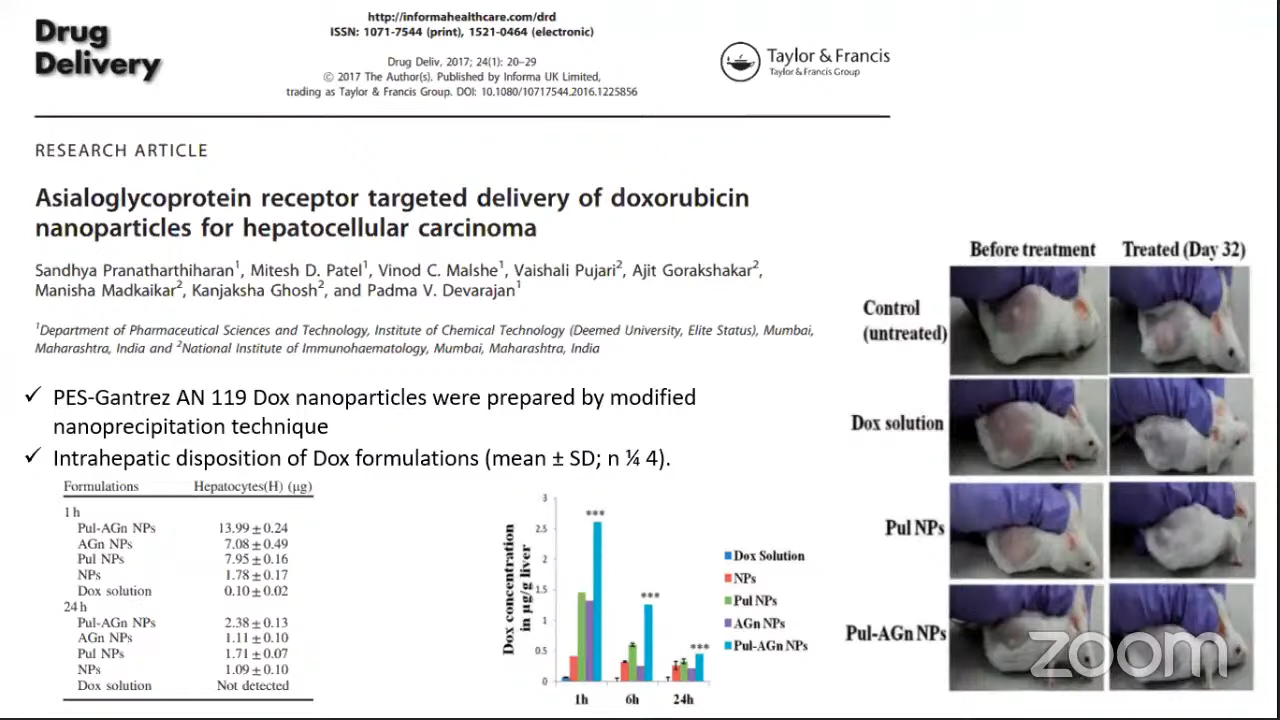 Drug
Delivery
http://informahealthcare.com/drd
ISSN: 1071-7544 (print), 1521-0464 (electronic)
Drug Deliv, 2017; 24(1): 20–29
© 2017 The Author(s). Published by Informa UK Limited,
trading as Taylor & Francis Group. DOI: 10.1080/10717544.2016.1225856
Taylor & Francis
Taylor & Francis Group
RESEARCH ARTICLE
Asialoglycoprotein receptor targeted delivery of doxorubicin
nanoparticles for hepatocellular carcinoma
Sandhya Pranatharthiharan1, Mitesh D. Patel1, Vinod C. Malshe1, Vaishali Pujari2, Ajit Gorakshakar2,
Manisha Madkaikar2, Kanjaksha Ghosh2, and Padma V. Devarajan1
1Department of Pharmaceutical Sciences and Technology, Institute of Chemical Technology (Deemed University, Elite Status), Mumbai,
Maharashtra, India and 2National Institute of Immunohaematology, Mumbai, Maharashtra, India
✓ PES-Gantrez AN 119 Dox nanoparticles were prepared by modified
nanoprecipitation technique
✓ Intrahepatic disposition of Dox formulations (mean ± SD; n ¼ 4).
Formulations Hepatocytes(H) (µg)
1 h
Pul-AGn NPs 13.99 ± 0.24
AGn NPs 7.08 ± 0.49
Pul NPs 7.95 ± 0.16
NPs 1.78 ± 0.17
Dox solution 0.10 ± 0.02
24 h
Pul-AGn NPs 2.38 ± 0.13
AGn NPs 1.11 ± 0.10
Pul NPs 1.71 ± 0.07
NPs 1.09 ± 0.10
Dox solution Not detected
Dox concentration
in µg/g liver
3
2.5
2
1.5
1
0.5
0
***
***
***
1h 6h 24h
Dox Solution
NPs
Pul NPs
AGn NPs
Pul-AGn NPs
Before treatment Treated (Day 32)
Control
(untreated)
Dox solution
Pul NPs
Pul-AGn NPs
zoom